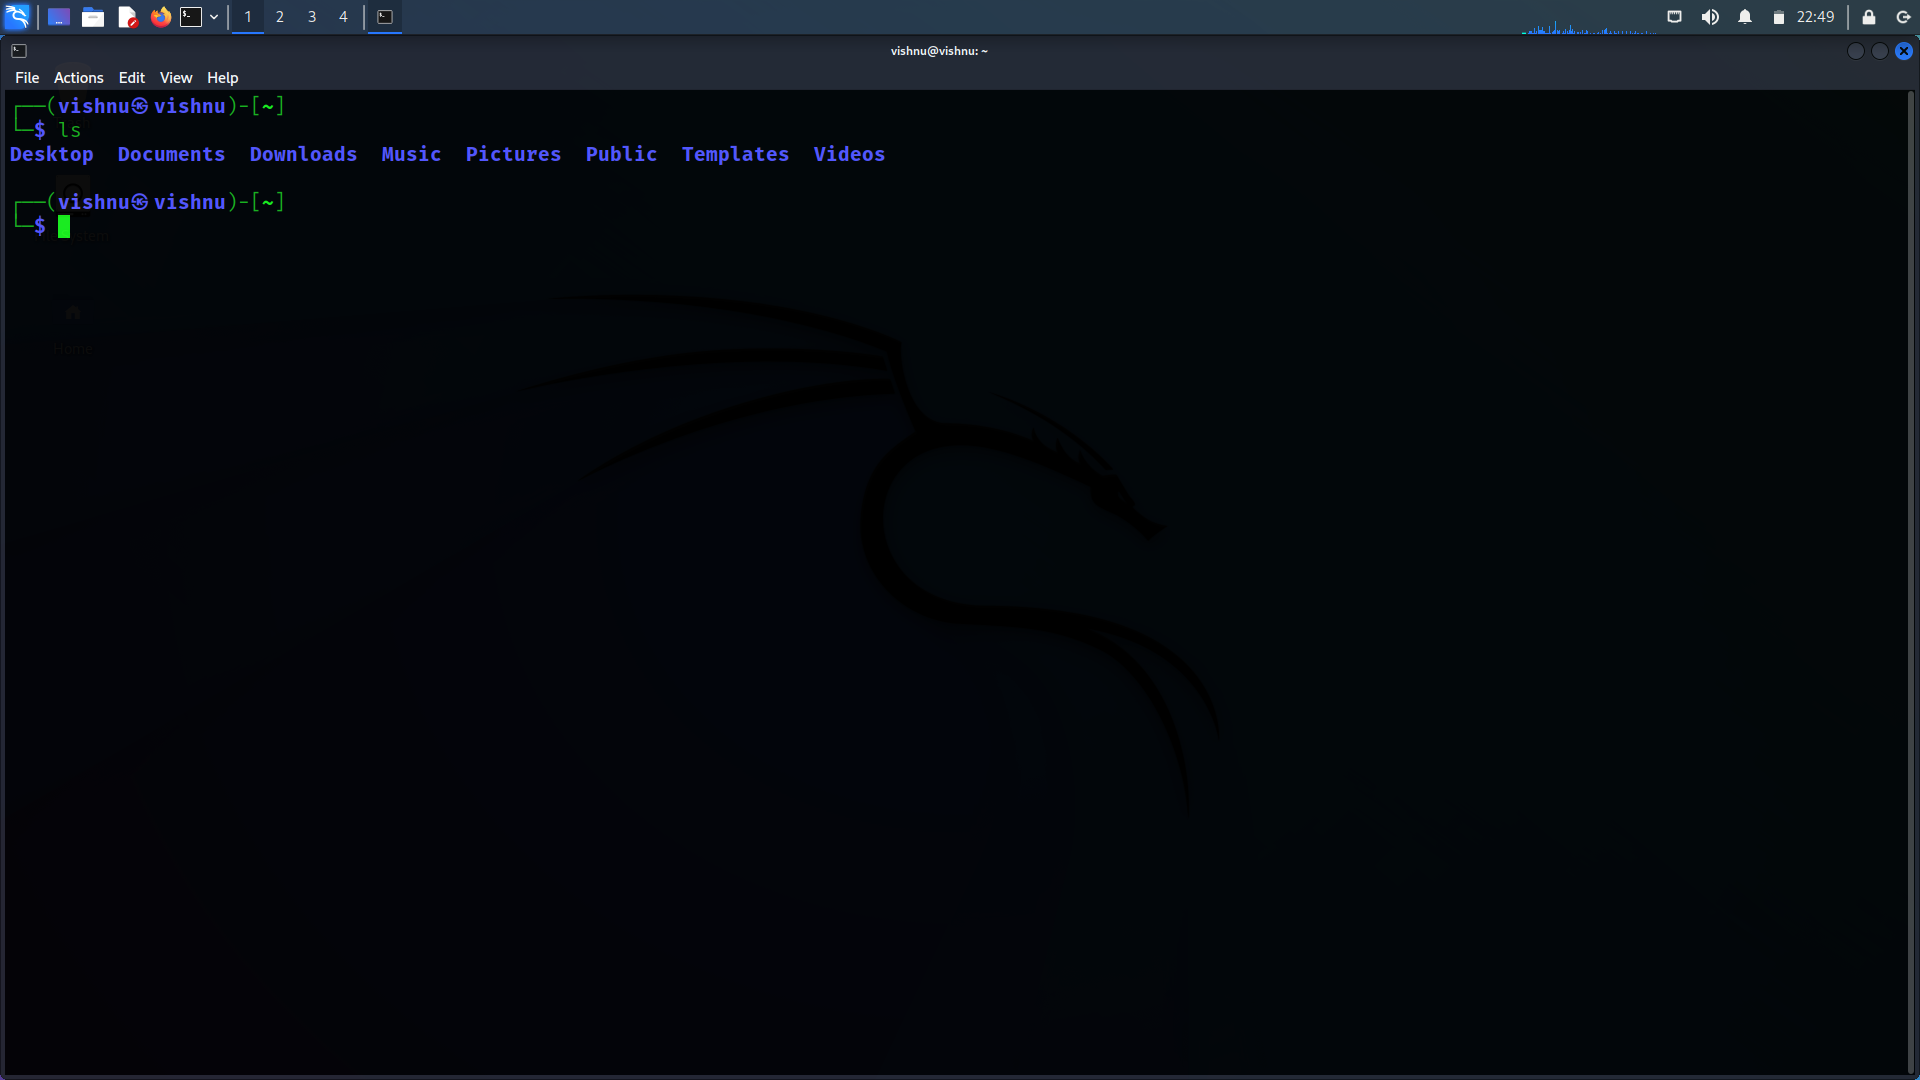 1 2 3 4 22:49
vishnu@vishnu: ~
File Actions Edit View Help
┌──(vishnu㉿vishnu)-[~]
└─$ ls
Desktop Documents Downloads Music Pictures Public Templates Videos
┌──(vishnu㉿vishnu)-[~]
└─$
Home